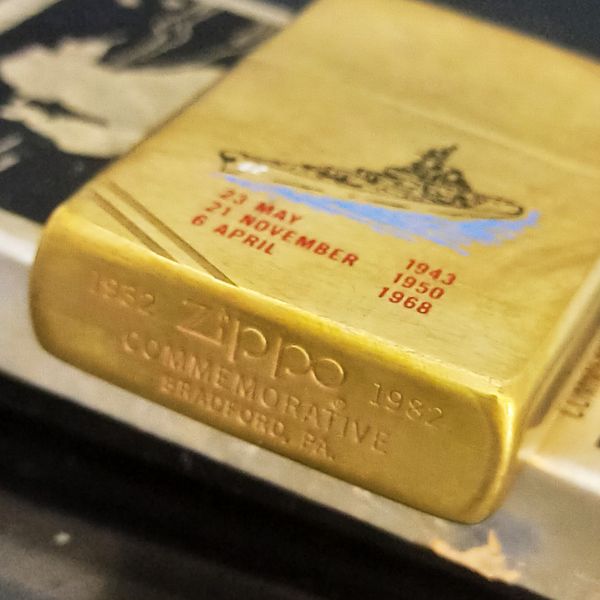 23 MAY 1943
21 NOVEMBER 1950
6 APRIL 1968
1932 Zippo ® 1982
COMMEMORATIVE
BRADFORD, PA.